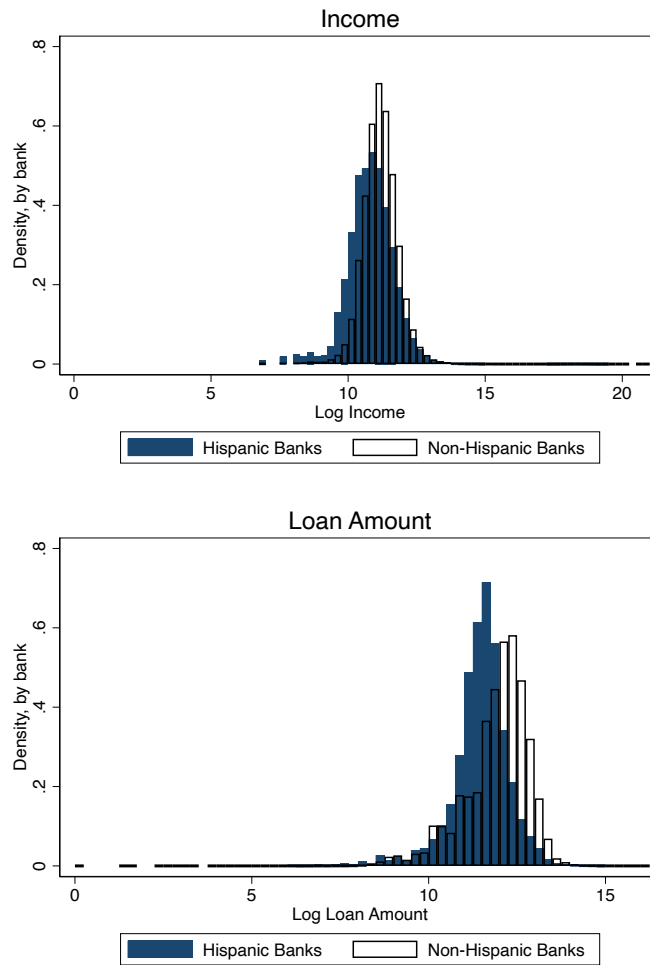 Income
.8
.6
.4
.2
0
Density, by bank
0 5 10 15 20
Log Income
Hispanic Banks Non-Hispanic Banks
Loan Amount
.8
.6
.4
.2
0
Density, by bank
0 5 10 15
Log Loan Amount
Hispanic Banks Non-Hispanic Banks